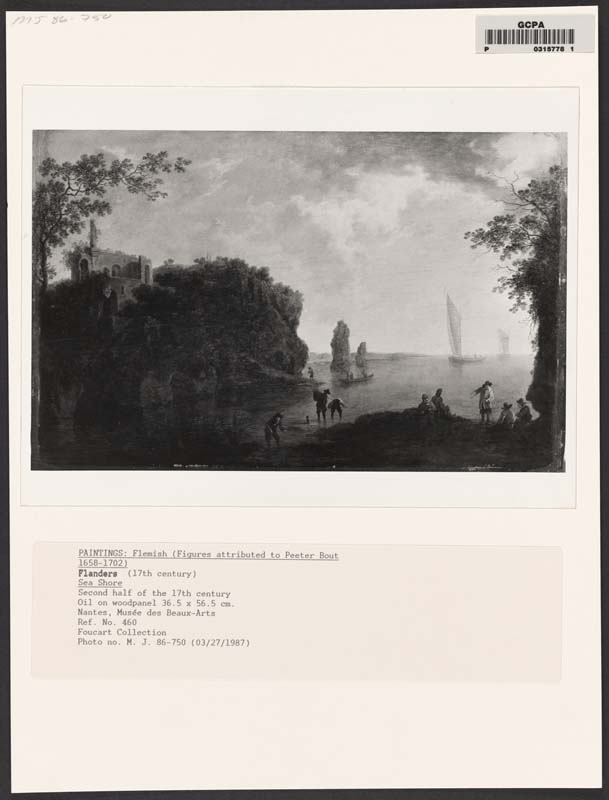 MJ 86-750
GCPA
P 0315778 1
PAINTINGS: Flemish (Figures attributed to Peeter Bout
1658-1702)
Flanders (17th century)
Sea Shore
Second half of the 17th century
Oil on woodpanel 36.5 x 56.5 cm.
Nantes, Musée des Beaux-Arts
Ref. No. 460
Foucart Collection
Photo no. M. J. 86-750 (03/27/1987)